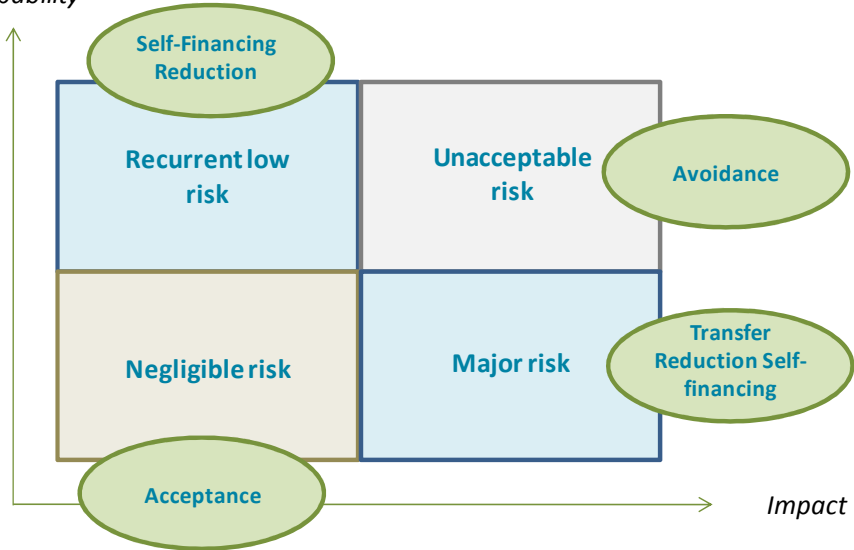 Self-Financing
Reduction
Recurrent low
risk
Unacceptable
risk
Avoidance
Negligible risk
Major risk
Transfer
Reduction Self-
financing
Acceptance
Impact